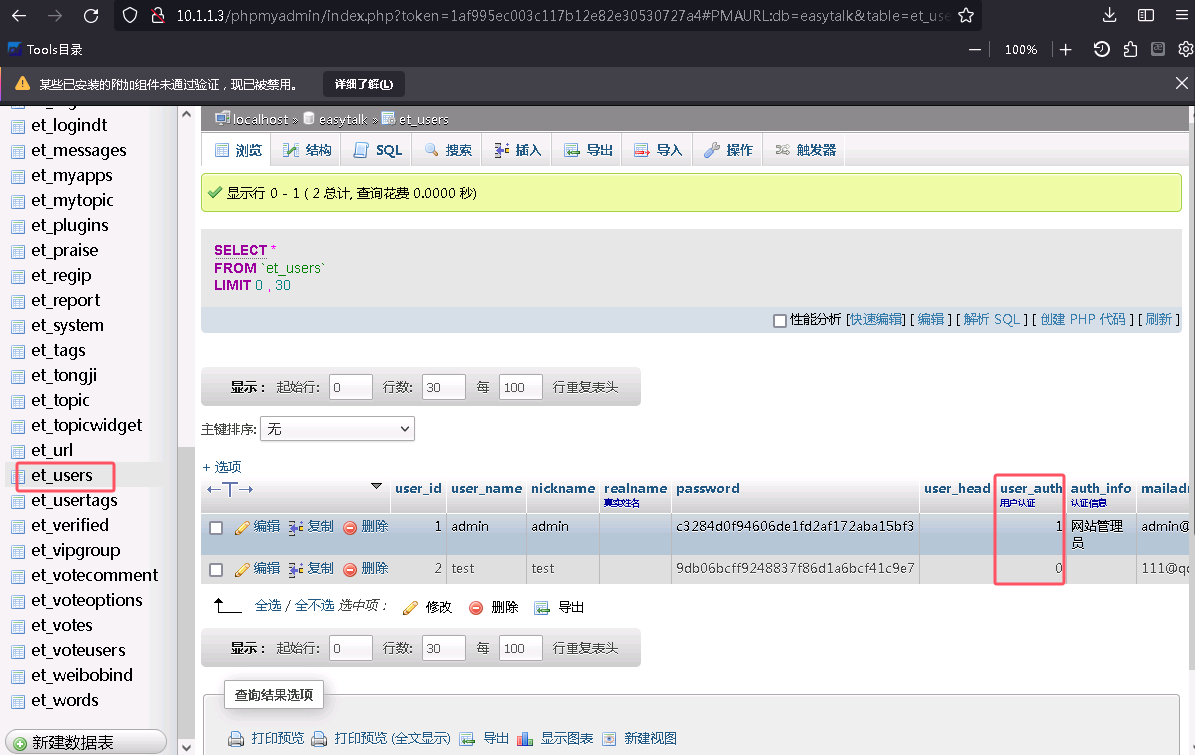 10.1.1.3/phpmyadmin/index.php?token=1af995ec003c117b12e82e30530727a4#PMAURL:db=easytalk&table=et_use
Tools目录
100%
某些已安装的附加组件未通过验证，现已被禁用。 详细了解(L)
et_logindt
et_messages
et_myapps
et_mytopic
et_plugins
et_praise
et_regip
et_report
et_system
et_tags
et_tongji
et_topic
et_topicwidget
et_url
et_users
et_usertags
et_verified
et_vipgroup
et_votecomment
et_voteoptions
et_votes
et_voteusers
et_weibobind
et_words
新建数据表
localhost » easytalk » et_users
浏览 结构 SQL 搜索 插入 导出 导入 操作 触发器
显示行 0 - 1 ( 2 总计, 查询花费 0.0000 秒)
SELECT *
FROM `et_users`
LIMIT 0 , 30
性能分析 [快速编辑] [ 编辑 ] [ 解析 SQL ] [ 创建 PHP 代码 ] [ 刷新 ]
显示： 起始行: 0 行数: 30 每 100 行重复表头
主键排序: 无
+ 选项
←T→ user_id user_name nickname realname password user_head user_auth auth_info mailadr
真实姓名 用户认证 认证信息
编辑 复制 删除 1 admin admin c3284d0f94606de1fd2af172aba15bf3 1 网站管理员 admin@
编辑 复制 删除 2 test test 9db06bcff9248837f86d1a6bcf41c9e7 0 111@qq
全选 / 全不选 选中项： 修改 删除 导出
显示： 起始行: 0 行数: 30 每 100 行重复表头
查询结果选项
打印预览 打印预览 (全文显示) 导出 显示图表 新建视图